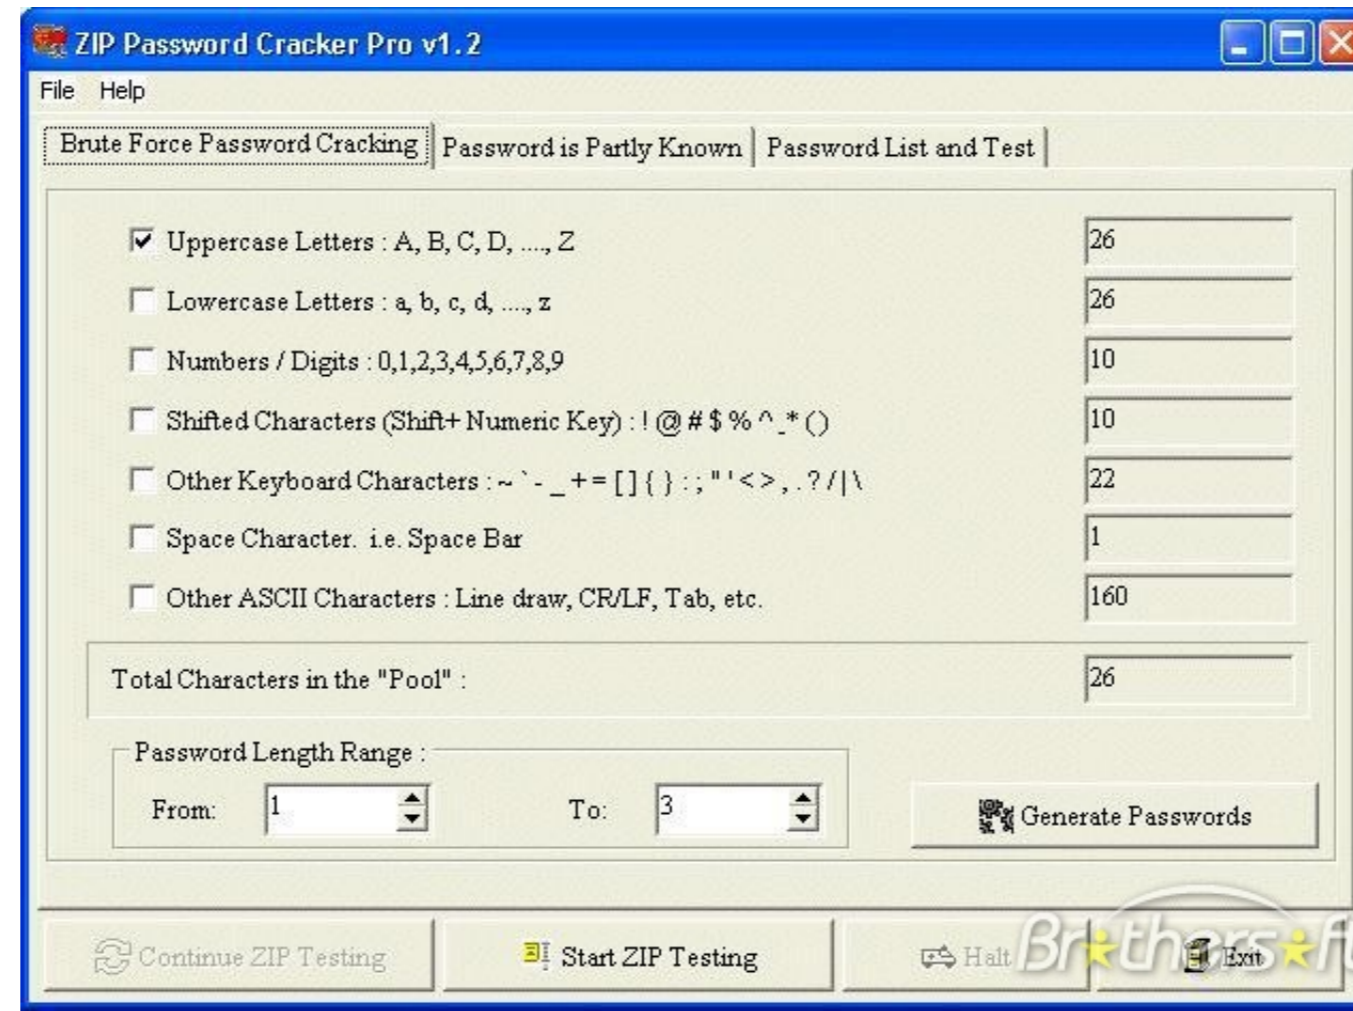 ZIP Password Cracker Pro v1.2
File Help
Brute Force Password Cracking Password is Partly Known Password List and Test
Uppercase Letters : A, B, C, D, ...., Z 26
Lowercase Letters : a, b, c, d, ...., z 26
Numbers / Digits : 0,1,2,3,4,5,6,7,8,9 10
Shifted Characters (Shift+ Numeric Key) : ! @ # $ % ^ _ * ( ) 10
Other Keyboard Characters : ~ ` - _ + = [ ] { } : ; " ' < > , . ? / | \ 22
Space Character. i.e. Space Bar 1
Other ASCII Characters : Line draw, CR/LF, Tab, etc. 160
Total Characters in the "Pool" : 26
Password Length Range :
From: 1 To: 3 Generate Passwords
Continue ZIP Testing Start ZIP Testing Halt Exit